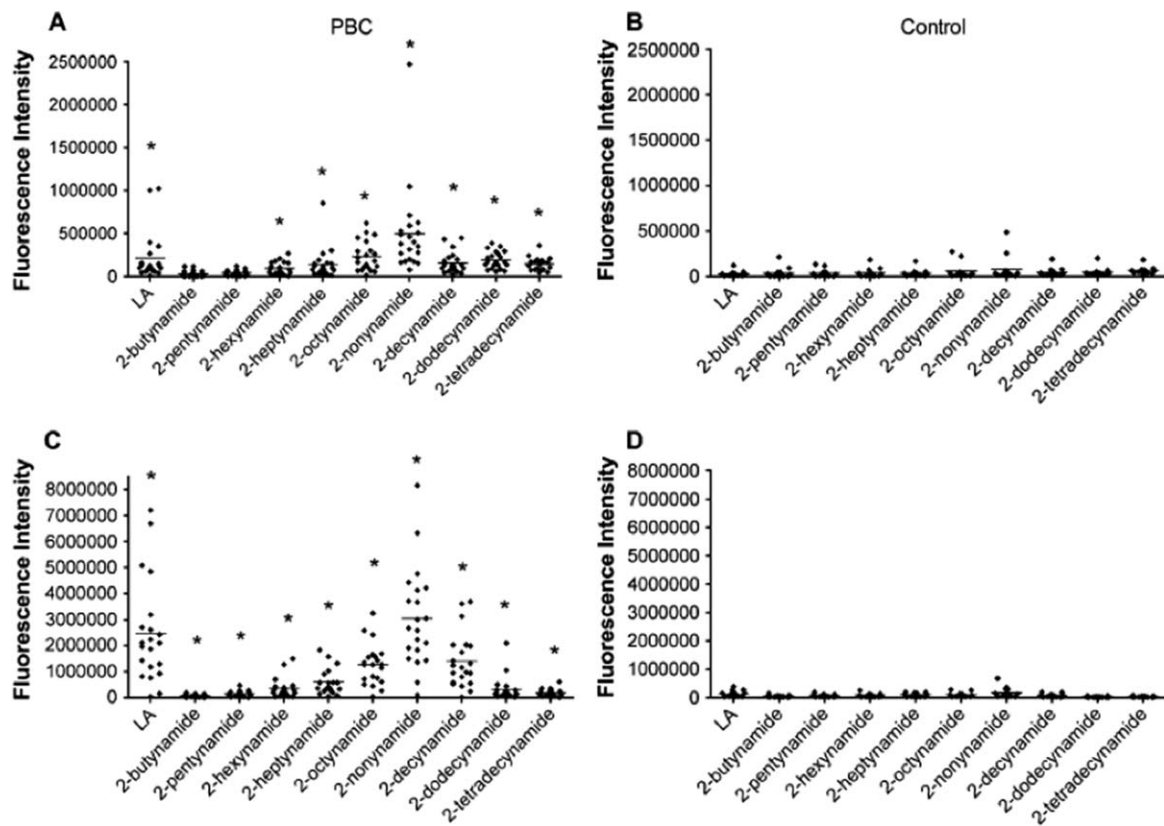 A
PBC
Fluorescence Intensity
2500000
2000000
1500000
1000000
500000
0
*
*
*
*
*
*
*
*
LA
2-butynamide
2-pentynamide
2-hexynamide
2-heptynamide
2-octynamide
2-nonynamide
2-decynamide
2-dodecynamide
2-tetradecynamide
B
Control
Fluorescence Intensity
2500000
2000000
1500000
1000000
500000
0
LA
2-butynamide
2-pentynamide
2-hexynamide
2-heptynamide
2-octynamide
2-nonynamide
2-decynamide
2-dodecynamide
2-tetradecynamide
C
Fluorescence Intensity
8000000
7000000
6000000
5000000
4000000
3000000
2000000
1000000
0
*
*
*
*
*
*
*
*
*
*
LA
2-butynamide
2-pentynamide
2-hexynamide
2-heptynamide
2-octynamide
2-nonynamide
2-decynamide
2-dodecynamide
2-tetradecynamide
D
Fluorescence Intensity
8000000
7000000
6000000
5000000
4000000
3000000
2000000
1000000
0
LA
2-butynamide
2-pentynamide
2-hexynamide
2-heptynamide
2-octynamide
2-nonynamide
2-decynamide
2-dodecynamide
2-tetradecynamide